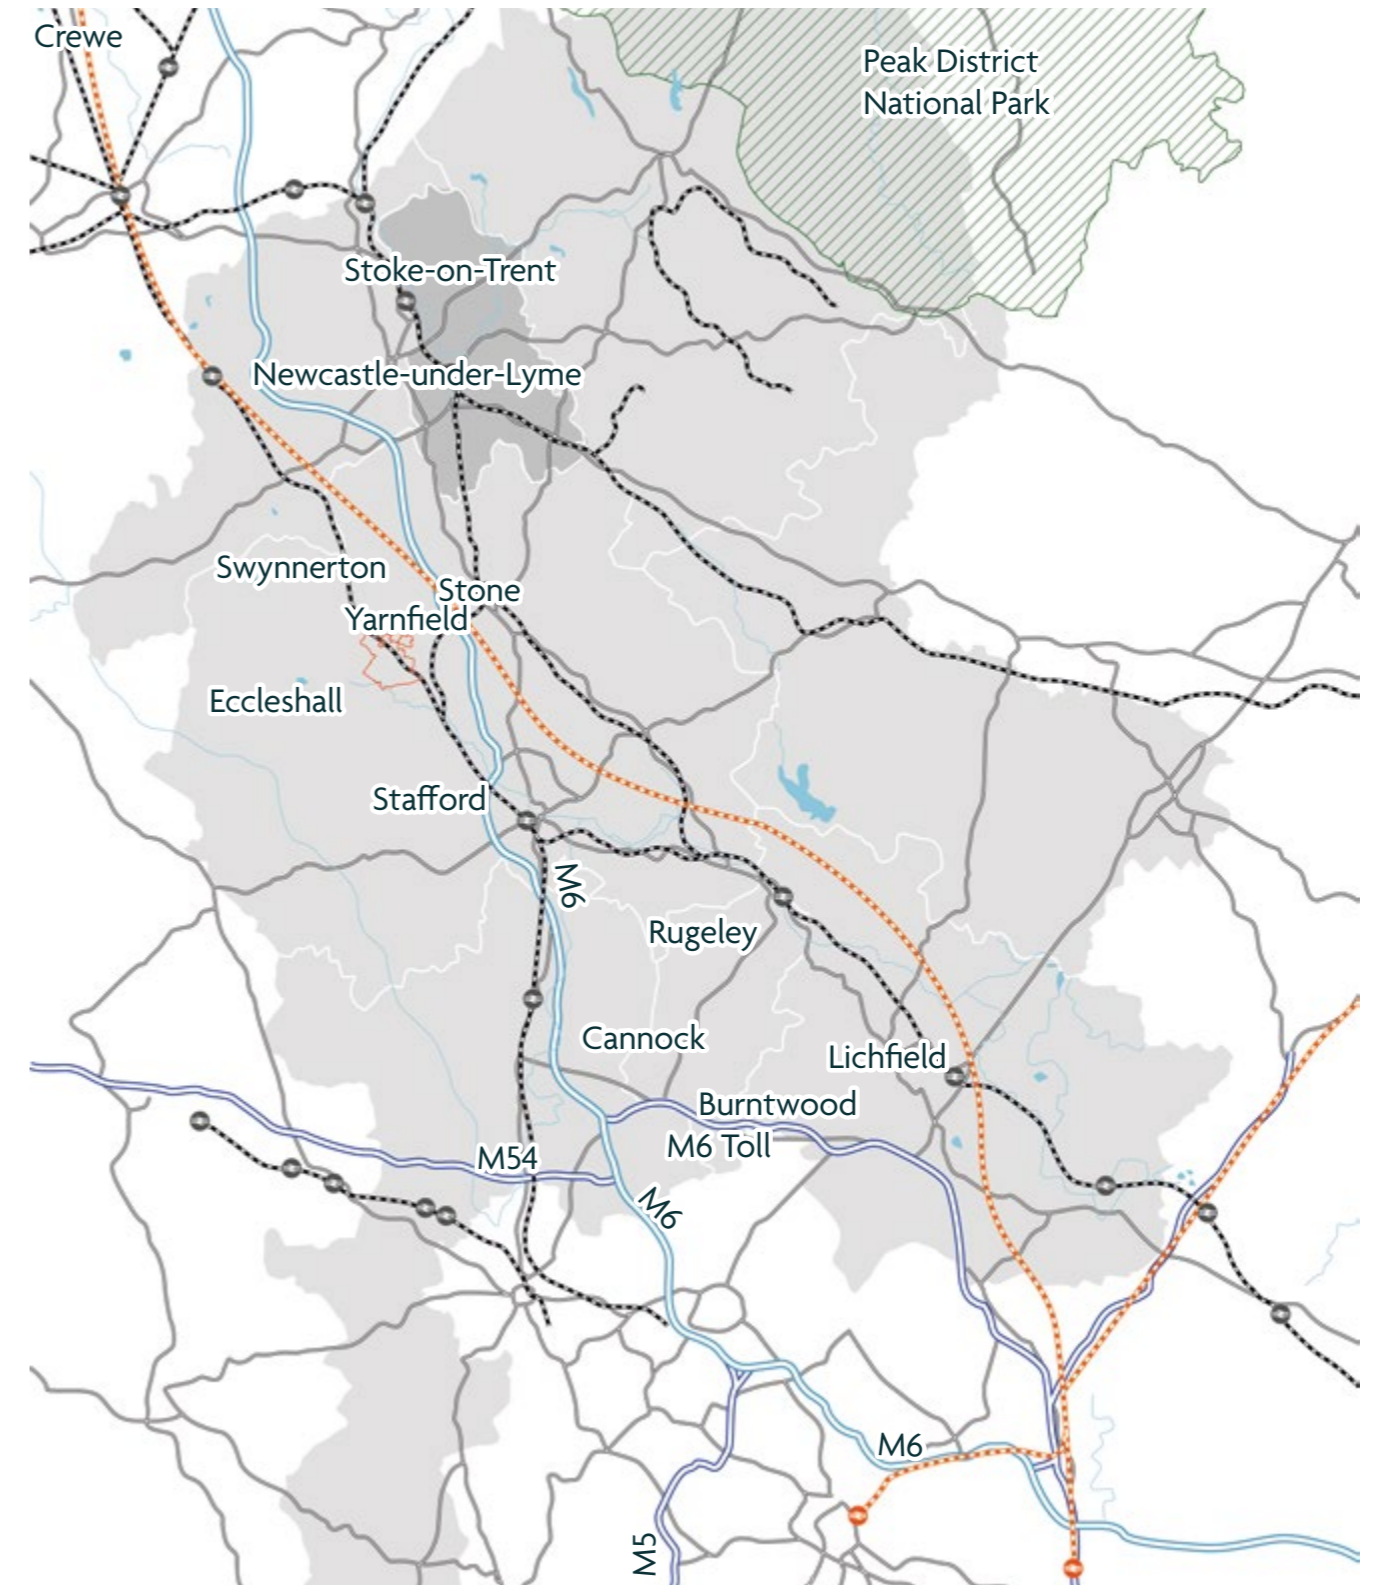 Crewe
Peak District
National Park
Stoke-on-Trent
Newcastle-under-Lyme
Swynnerton
Stone
Yarnfield
Eccleshall
Stafford
M6
Rugeley
Cannock
Lichfield
Burntwood
M6 Toll
M54
M6
M6
M5